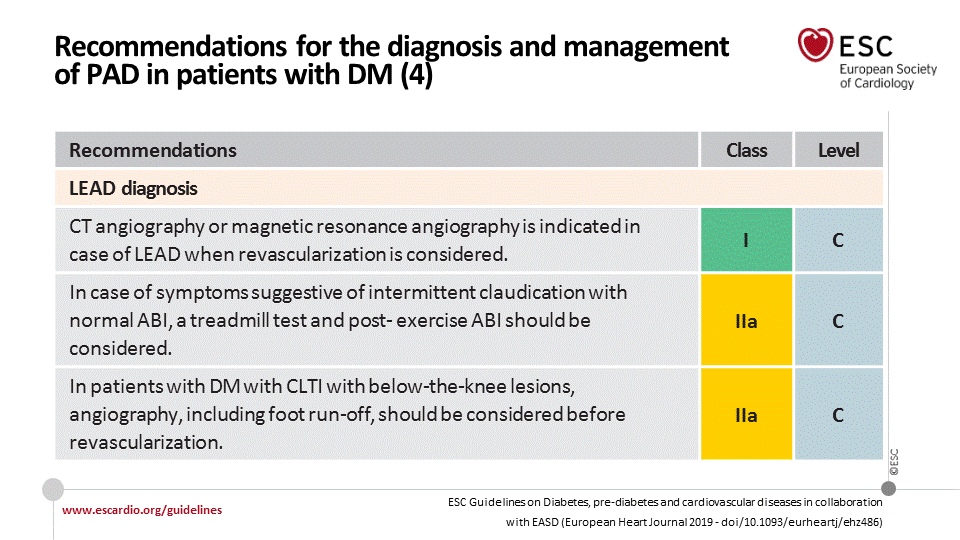 Recommendations for the diagnosis and management
of PAD in patients with DM (4)
ESC
European Society
of Cardiology
Recommendations Class Level
LEAD diagnosis
CT angiography or magnetic resonance angiography is indicated in
case of LEAD when revascularization is considered.
I C
In case of symptoms suggestive of intermittent claudication with
normal ABI, a treadmill test and post- exercise ABI should be
considered.
IIa C
In patients with DM with CLTI with below-the-knee lesions,
angiography, including foot run-off, should be considered before
revascularization.
IIa C
©ESC
www.escardio.org/guidelines
ESC Guidelines on Diabetes, pre-diabetes and cardiovascular diseases in collaboration
with EASD (European Heart Journal 2019 - doi/10.1093/eurheartj/ehz486)